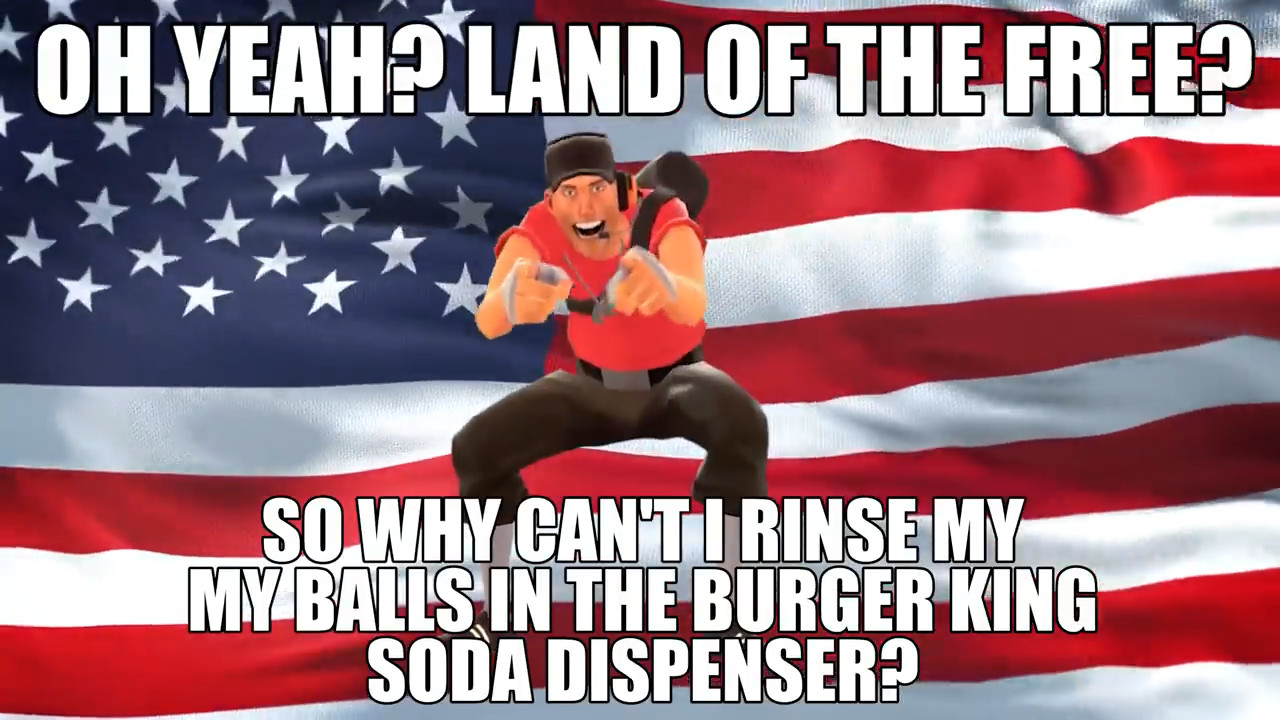 OH YEAH? LAND OF THE FREE?
SO WHY CAN'T I RINSE MY
MY BALLS IN THE BURGER KING
SODA DISPENSER?